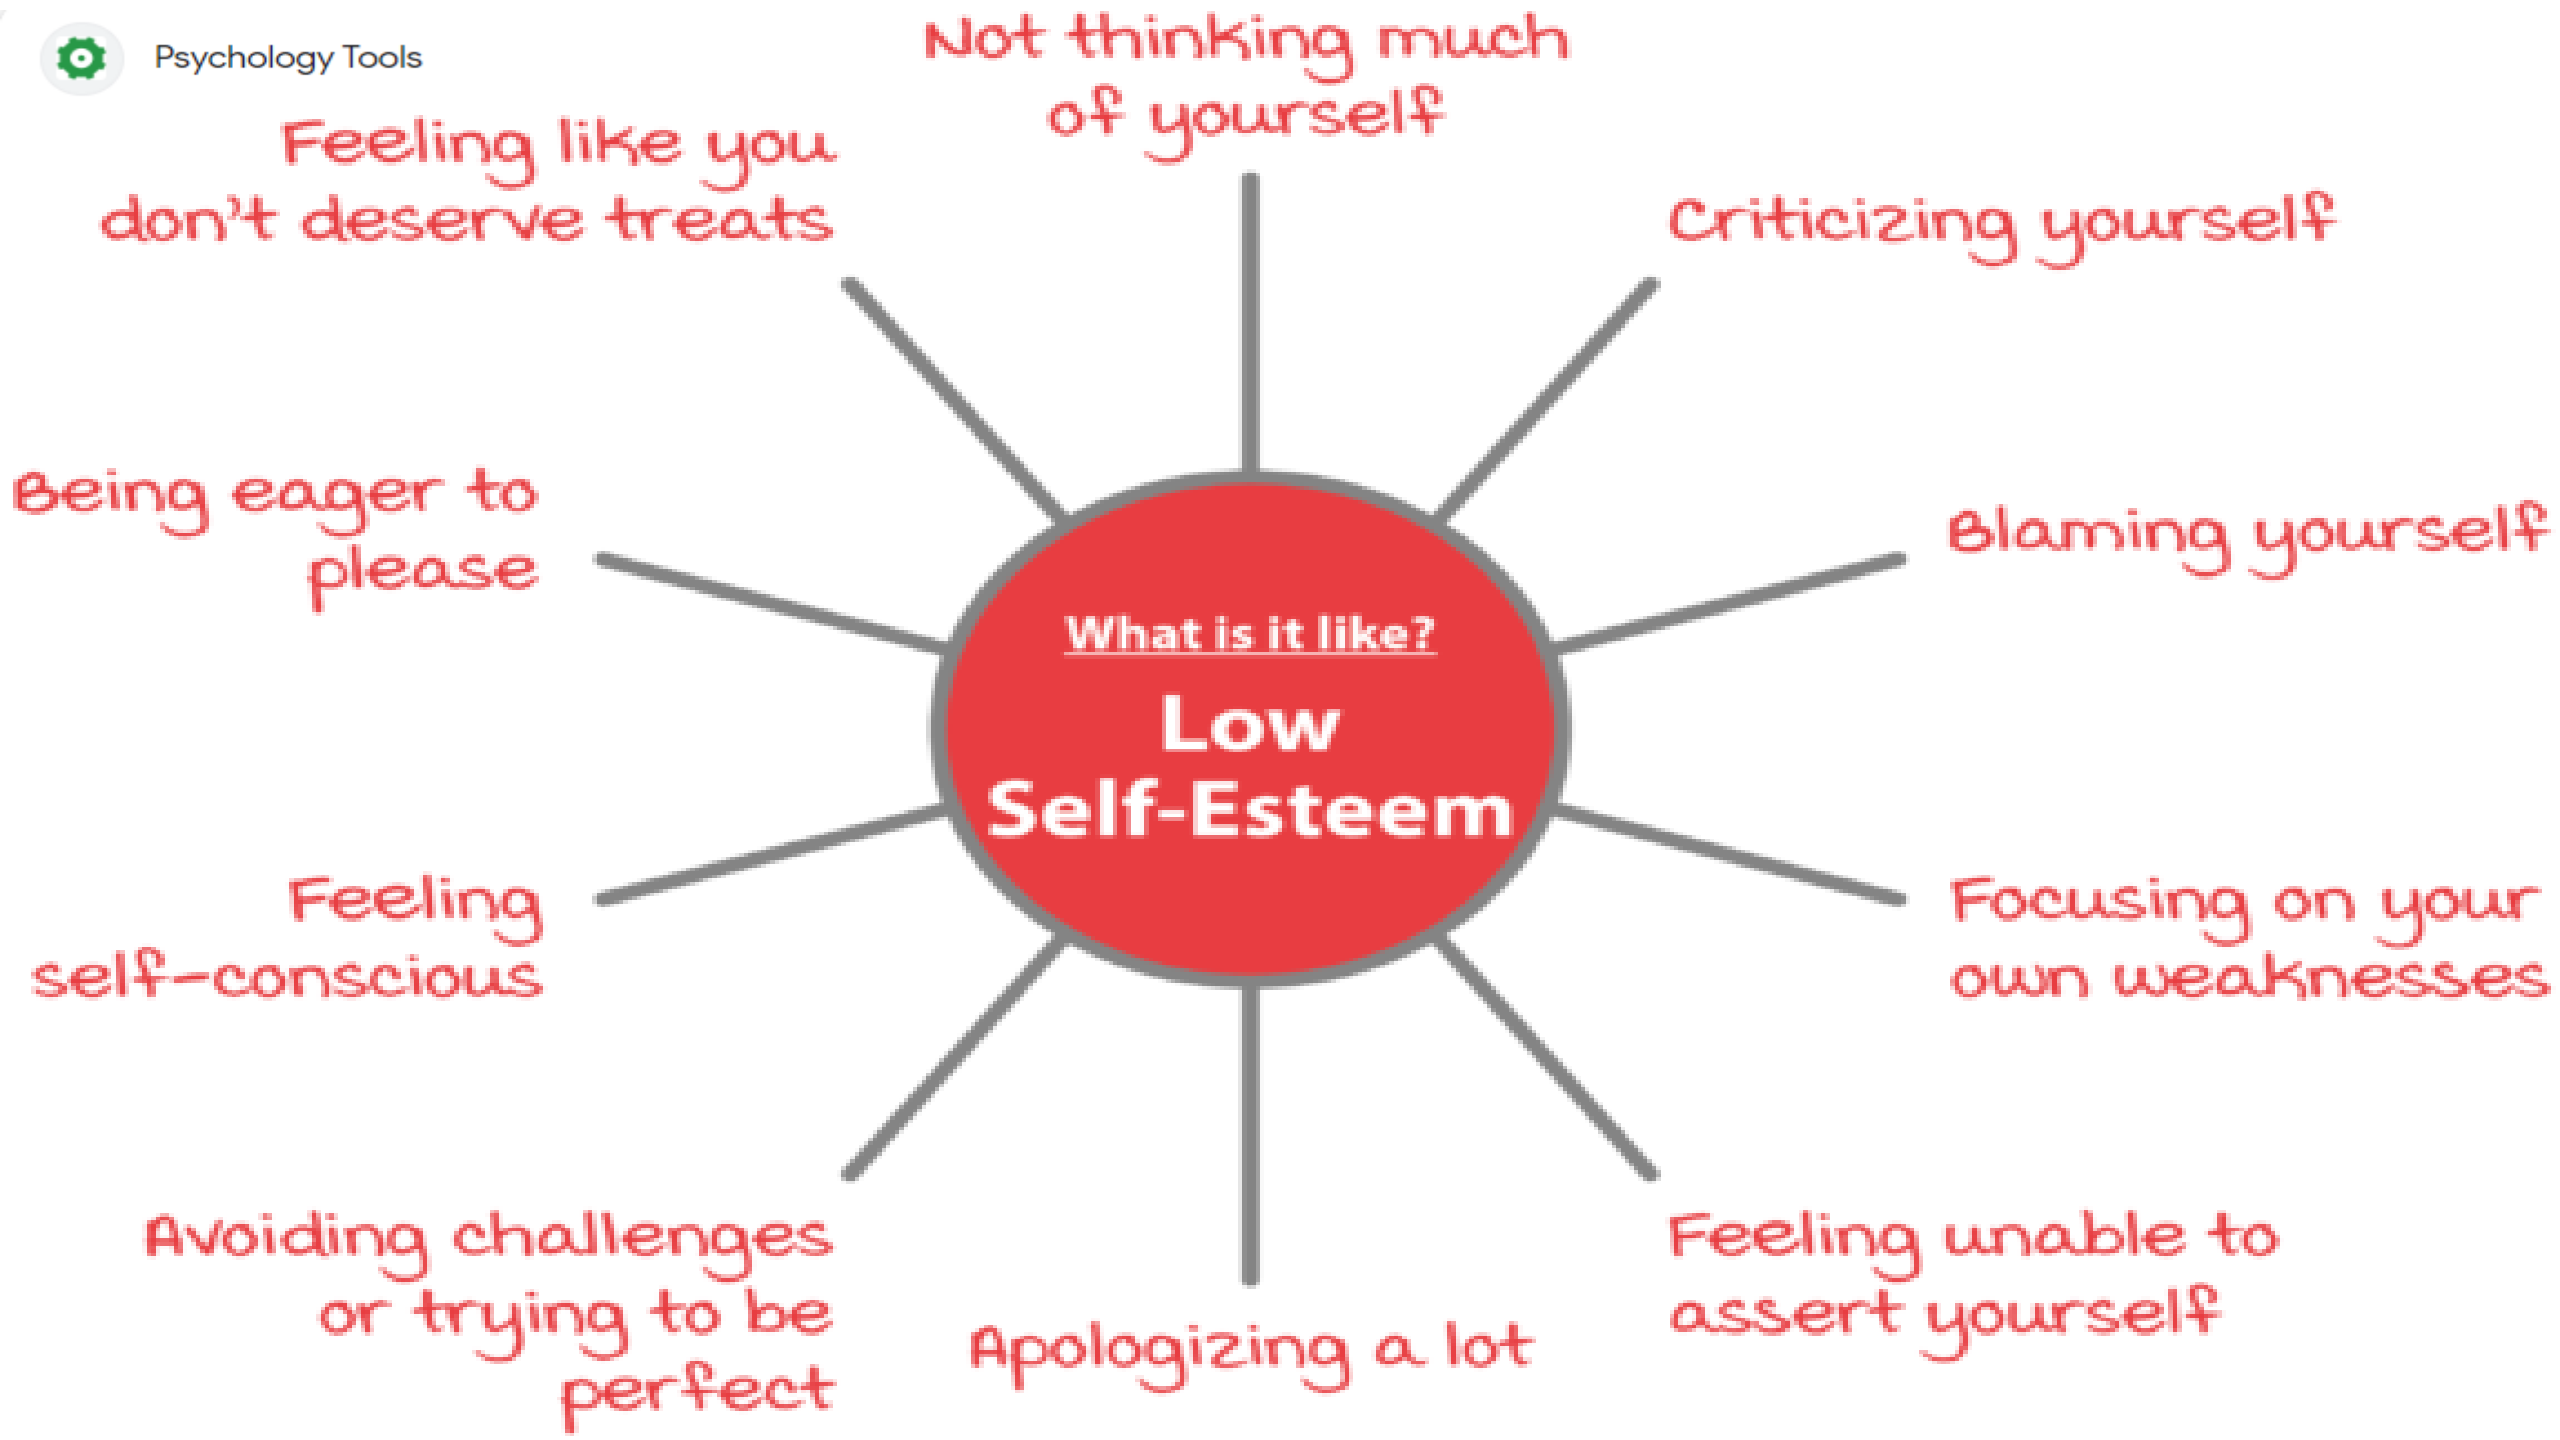 Psychology Tools
Not thinking much
of yourself
Criticizing yourself
Blaming yourself
Focusing on your
own weaknesses
Feeling unable to
assert yourself
Apologizing a lot
Avoiding challenges
or trying to be
perfect
Feeling
self-conscious
Being eager to
please
Feeling like you
don't deserve treats
What is it like?
Low
Self-Esteem